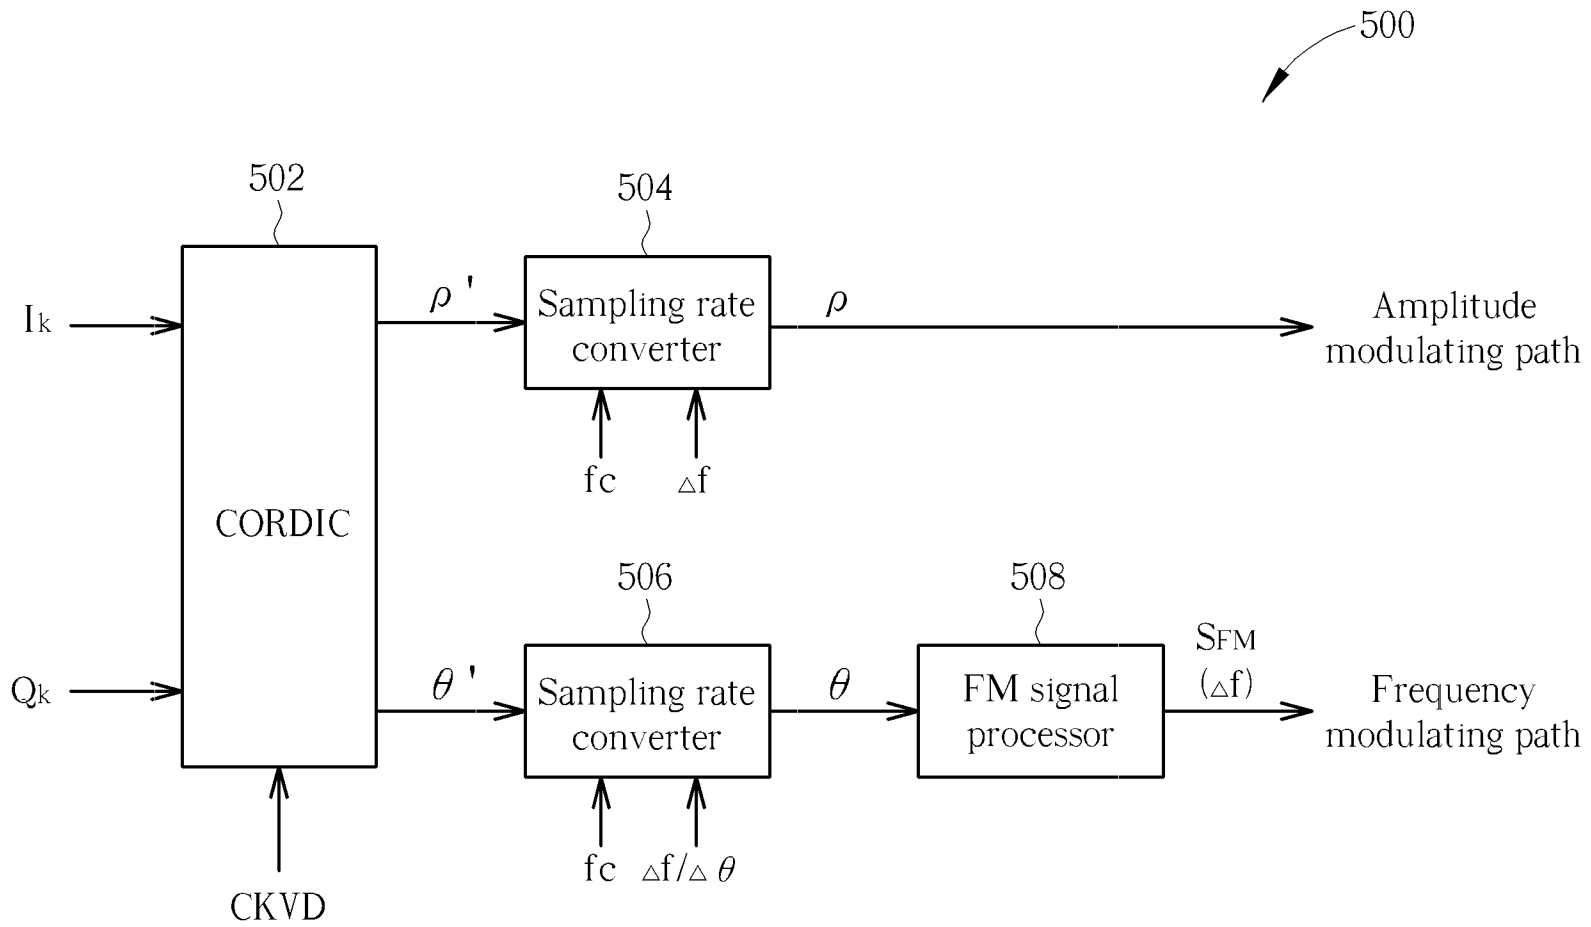 500
502
504
Ik
ρ'
Sampling rate
converter
ρ
Amplitude
modulating path
fc
△f
CORDIC
506
508
Qk
θ'
Sampling rate
converter
θ
FM signal
processor
SFM
(△f)
Frequency
modulating path
fc
△f/△θ
CKVD